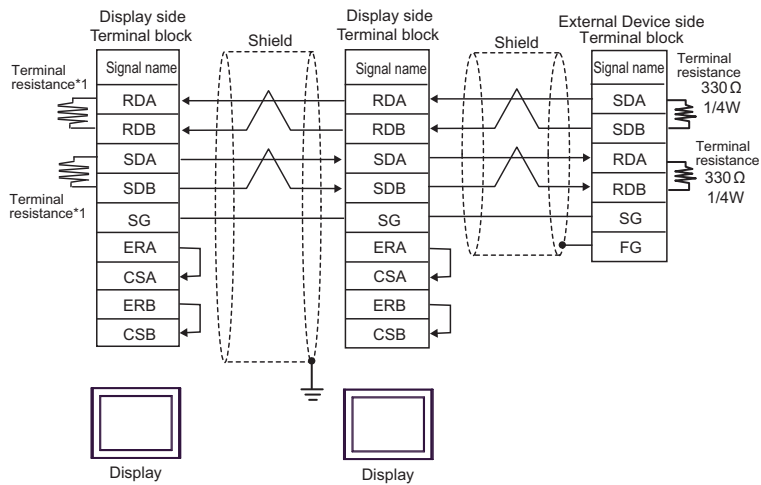 Display side
Terminal block
Display side
Terminal block
External Device side
Terminal block
Shield
Shield
Terminal
resistance*1
Terminal
resistance*1
Signal name
RDA
RDB
SDA
SDB
SG
ERA
CSA
ERB
CSB
Signal name
RDA
RDB
SDA
SDB
SG
ERA
CSA
ERB
CSB
Signal name
SDA
SDB
RDA
RDB
SG
FG
Terminal
resistance
330Ω
1/4W
Terminal
resistance
330Ω
1/4W
Display
Display